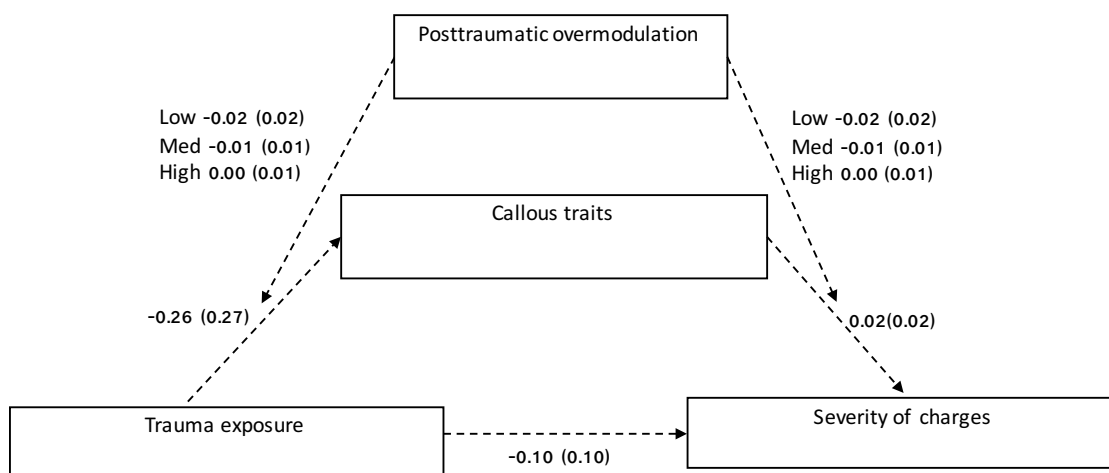 Posttraumatic overmodulation
Low -0.02 (0.02)
Med -0.01 (0.01)
High 0.00 (0.01)
Low -0.02 (0.02)
Med -0.01 (0.01)
High 0.00 (0.01)
Callous traits
-0.26 (0.27)
0.02(0.02)
Trauma exposure
Severity of charges
-0.10 (0.10)